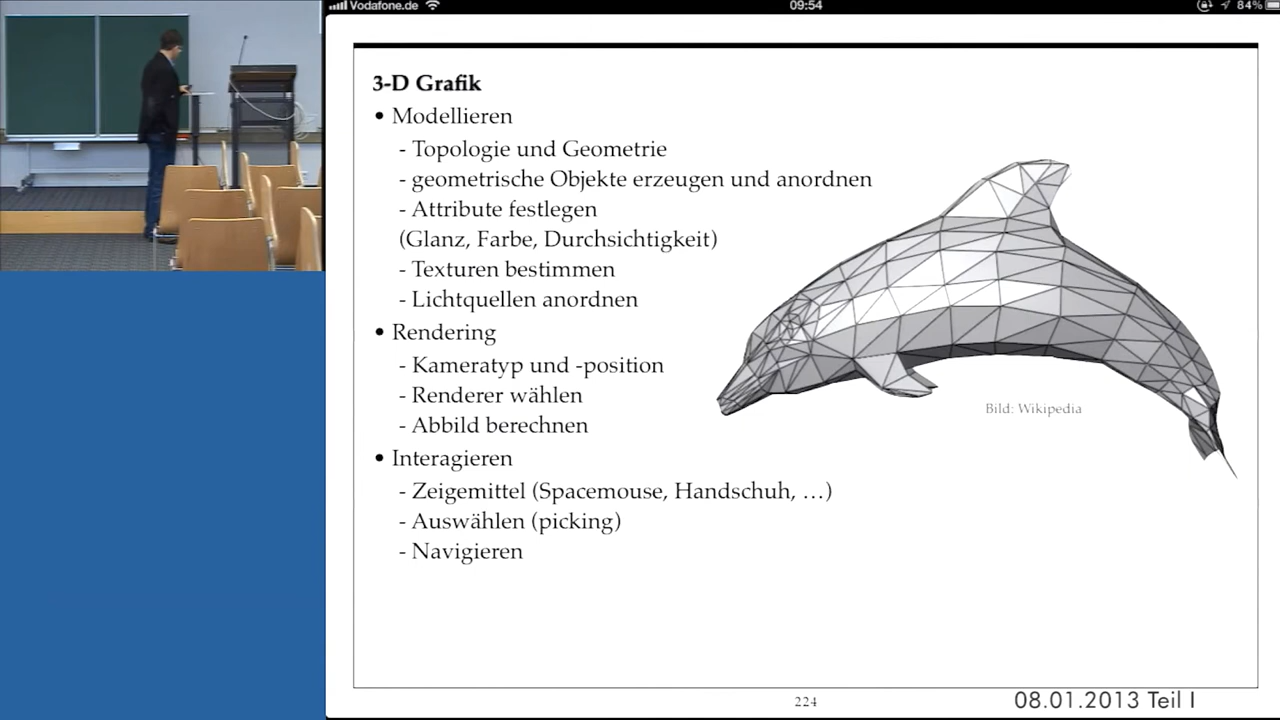 Vodafone.de
09:54
84%
3-D Grafik
• Modellieren
- Topologie und Geometrie
- geometrische Objekte erzeugen und anordnen
- Attribute festlegen
(Glanz, Farbe, Durchsichtigkeit)
- Texturen bestimmen
- Lichtquellen anordnen
• Rendering
- Kameratyp und -position
- Renderer wählen
- Abbild berechnen
Bild: Wikipedia
• Interagieren
- Zeigemittel (Spacemouse, Handschuh, …)
- Auswählen (picking)
- Navigieren
224
08.01.2013 Teil I